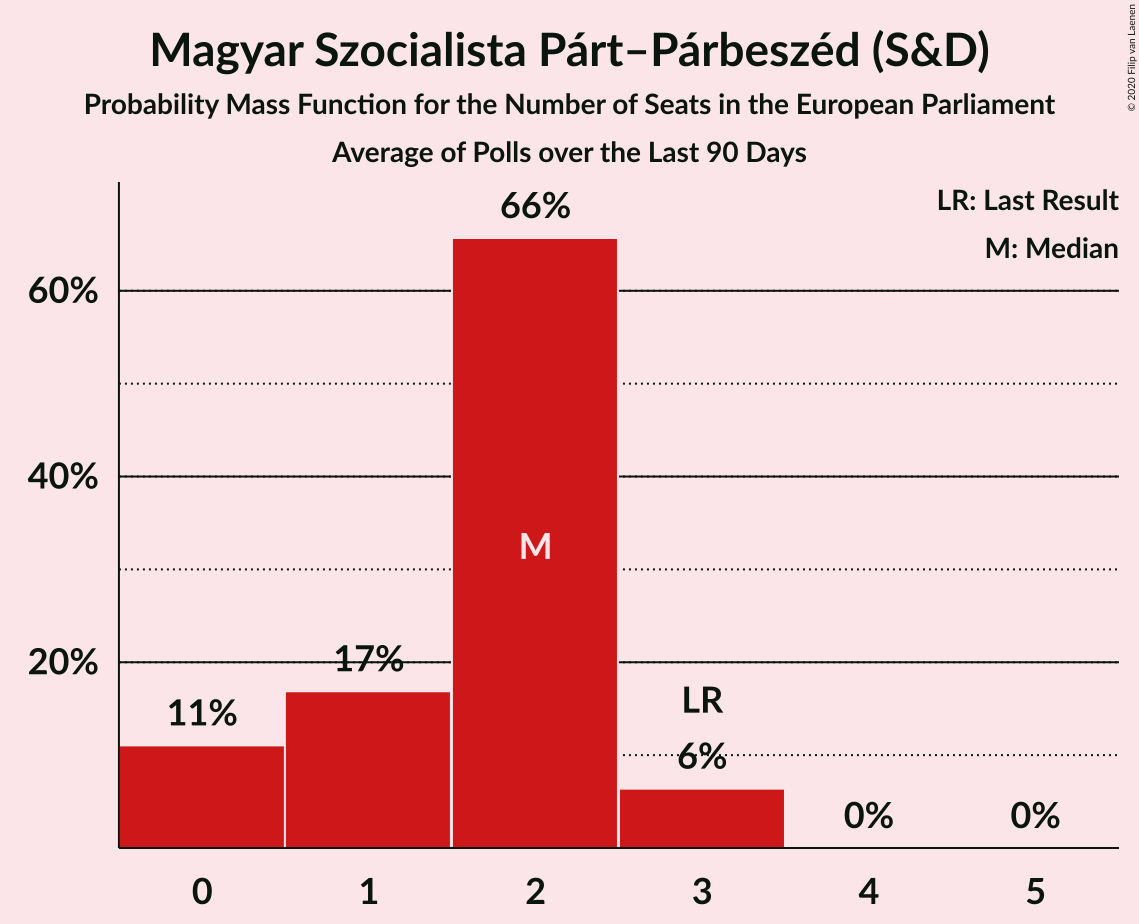 Magyar Szocialista Párt–Párbeszéd (S&D)
Probability Mass Function for the Number of Seats in the European Parliament
Average of Polls over the Last 90 Days
© 2020 Filip van Laenen
LR: Last Result
M: Median
66%
60%
40%
M
20%
17%
11%
LR
6%
0%
0%
0 1 2 3 4 5